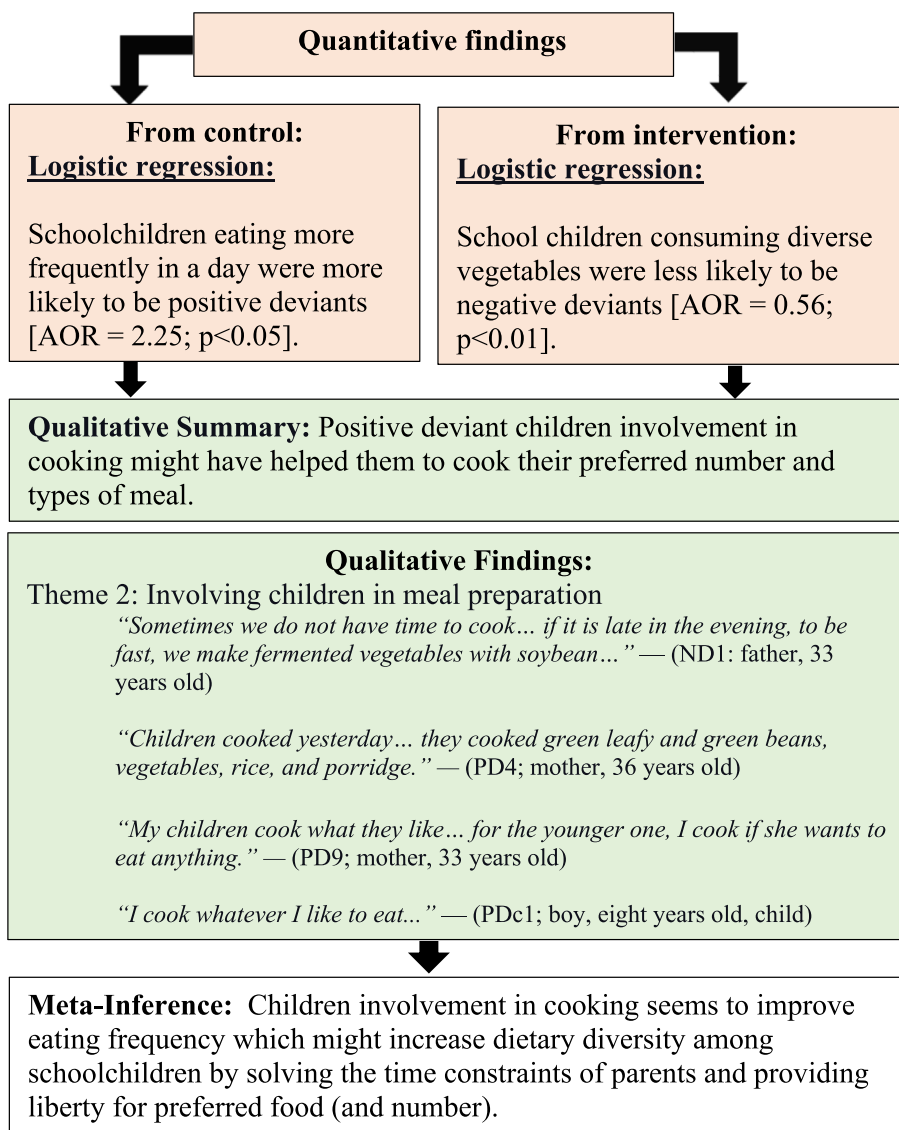 Quantitative findings
From control:
Logistic regression:
Schoolchildren eating more
frequently in a day were more
likely to be positive deviants
[AOR = 2.25; p<0.05].
From intervention:
Logistic regression:
School children consuming diverse
vegetables were less likely to be
negative deviants [AOR = 0.56;
p<0.01].
Qualitative Summary: Positive deviant children involvement in
cooking might have helped them to cook their preferred number and
types of meal.
Qualitative Findings:
Theme 2: Involving children in meal preparation
“Sometimes we do not have time to cook… if it is late in the evening, to be
fast, we make fermented vegetables with soybean…” — (ND1: father, 33
years old)
“Children cooked yesterday… they cooked green leafy and green beans,
vegetables, rice, and porridge.” — (PD4; mother, 36 years old)
“My children cook what they like… for the younger one, I cook if she wants to
eat anything.” — (PD9; mother, 33 years old)
“I cook whatever I like to eat...” — (PDc1; boy, eight years old, child)
Meta-Inference: Children involvement in cooking seems to improve
eating frequency which might increase dietary diversity among
schoolchildren by solving the time constraints of parents and providing
liberty for preferred food (and number).